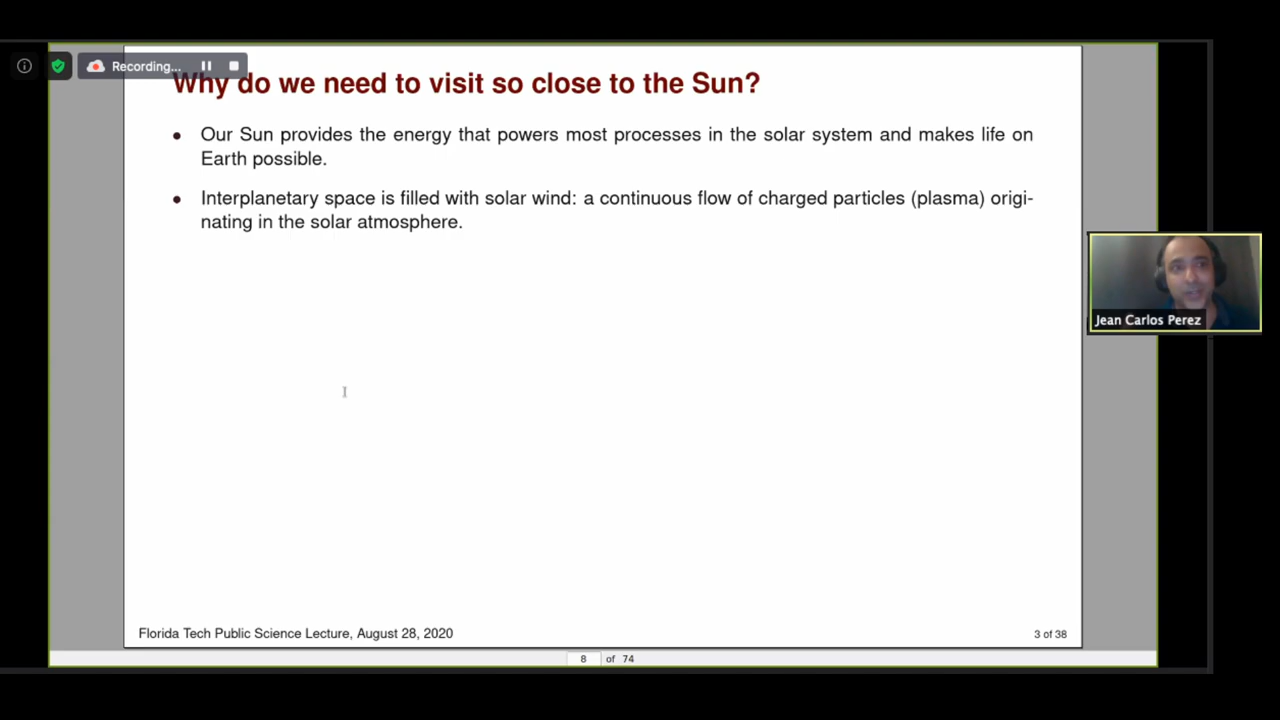 Recording...
Why do we need to visit so close to the Sun?
• Our Sun provides the energy that powers most processes in the solar system and makes life on
Earth possible.
• Interplanetary space is filled with solar wind: a continuous flow of charged particles (plasma) origi-
nating in the solar atmosphere.
Jean Carlos Perez
Florida Tech Public Science Lecture, August 28, 2020
3 of 38
8 of 74